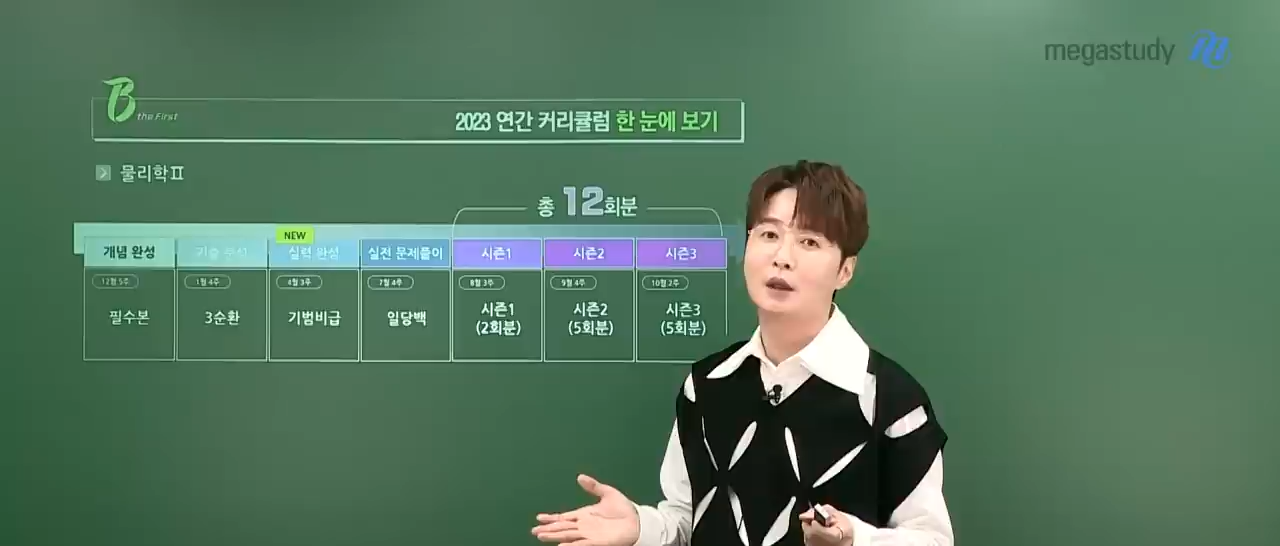 megastudy
B the First
2023 연간 커리큘럼 한 눈에 보기
물리학Ⅱ
총 12회분
NEW
개념 완성
실력 완성
실전 문제풀이
시즌1
시즌2
시즌3
12월 5주
1월 4주
4월 3주
7월 4주
8월 3주
9월 4주
10월 2주
필수본
3순환
기범비급
일당백
시즌1
(2회분)
시즌2
(5회분)
시즌3
(5회분)